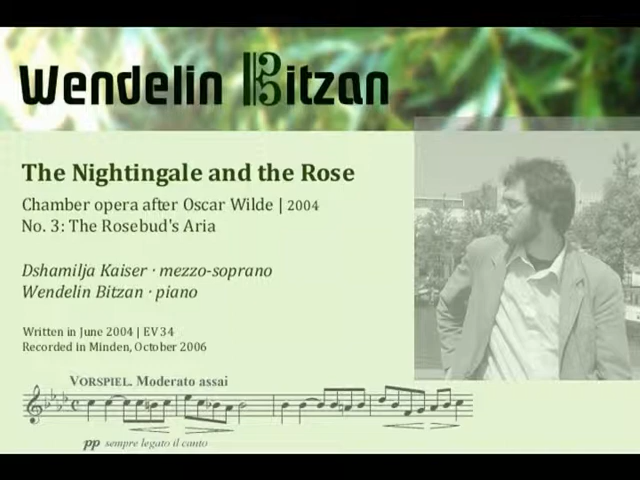 Wendelin Bitzan
The Nightingale and the Rose
Chamber opera after Oscar Wilde | 2004
No. 3: The Rosebud's Aria
Dshamilja Kaiser · mezzo-soprano
Wendelin Bitzan · piano
Written in June 2004 | EV 34
Recorded in Minden, October 2006
VORSPIEL. Moderato assai
pp sempre legato il canto